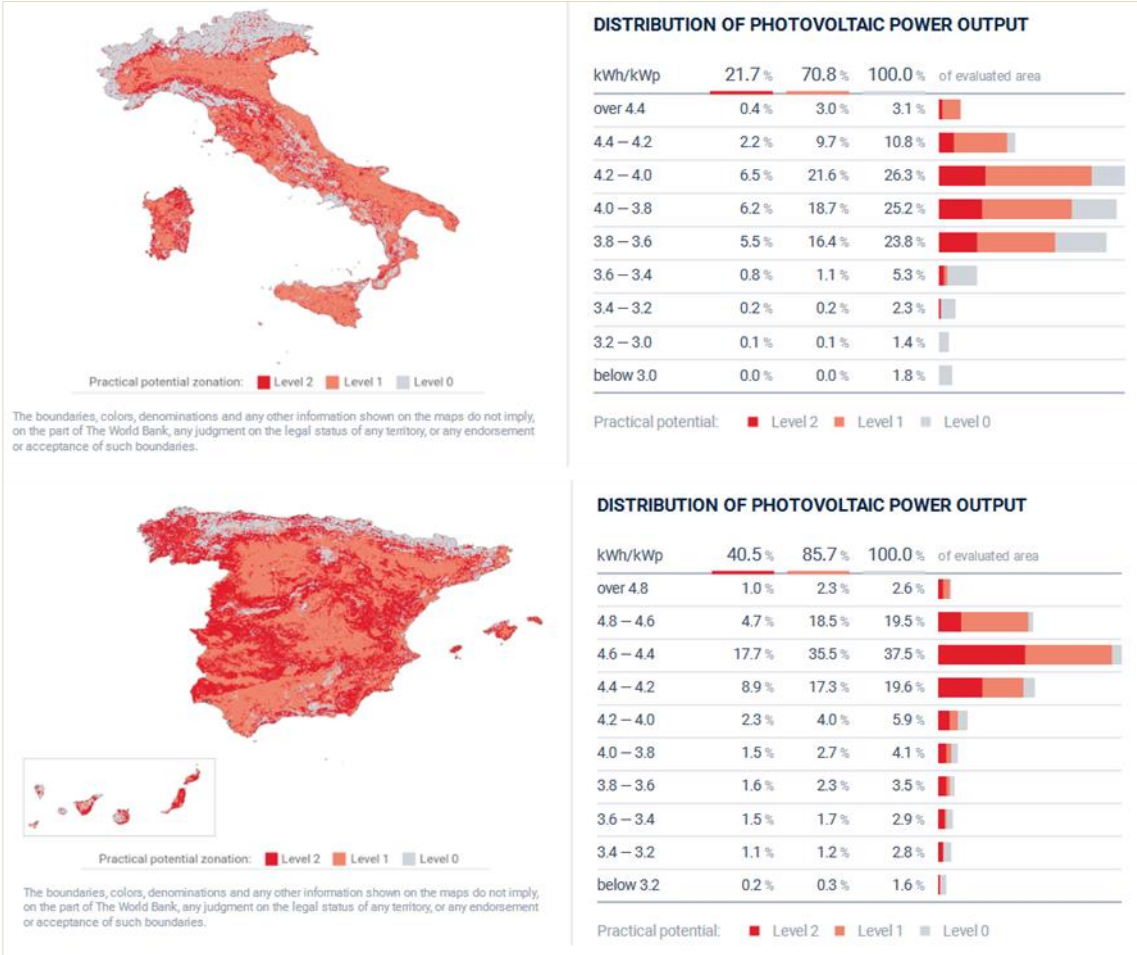 DISTRIBUTION OF PHOTOVOLTAIC POWER OUTPUT
kWh/kWp 21.7 % 70.8 % 100.0 % of evaluated area
over 4.4 0.4 % 3.0 % 3.1 %
4.4 — 4.2 2.2 % 9.7 % 10.8 %
4.2 — 4.0 6.5 % 21.6 % 26.3 %
4.0 — 3.8 6.2 % 18.7 % 25.2 %
3.8 — 3.6 5.5 % 16.4 % 23.8 %
3.6 — 3.4 0.8 % 1.1 % 5.3 %
3.4 — 3.2 0.2 % 0.2 % 2.3 %
3.2 — 3.0 0.1 % 0.1 % 1.4 %
below 3.0 0.0 % 0.0 % 1.8 %
Practical potential: Level 2 Level 1 Level 0
Practical potential zonation: Level 2 Level 1 Level 0
The boundaries, colors, denominations and any other information shown on the maps do not imply,
on the part of The World Bank, any judgment on the legal status of any territory, or any endorsement
or acceptance of such boundaries.
DISTRIBUTION OF PHOTOVOLTAIC POWER OUTPUT
kWh/kWp 40.5 % 85.7 % 100.0 % of evaluated area
over 4.8 1.0 % 2.3 % 2.6 %
4.8 — 4.6 4.7 % 18.5 % 19.5 %
4.6 — 4.4 17.7 % 35.5 % 37.5 %
4.4 — 4.2 8.9 % 17.3 % 19.6 %
4.2 — 4.0 2.3 % 4.0 % 5.9 %
4.0 — 3.8 1.5 % 2.7 % 4.1 %
3.8 — 3.6 1.6 % 2.3 % 3.5 %
3.6 — 3.4 1.5 % 1.7 % 2.9 %
3.4 — 3.2 1.1 % 1.2 % 2.8 %
below 3.2 0.2 % 0.3 % 1.6 %
Practical potential: Level 2 Level 1 Level 0
Practical potential zonation: Level 2 Level 1 Level 0
The boundaries, colors, denominations and any other information shown on the maps do not imply,
on the part of The World Bank, any judgment on the legal status of any territory, or any endorsement
or acceptance of such boundaries.